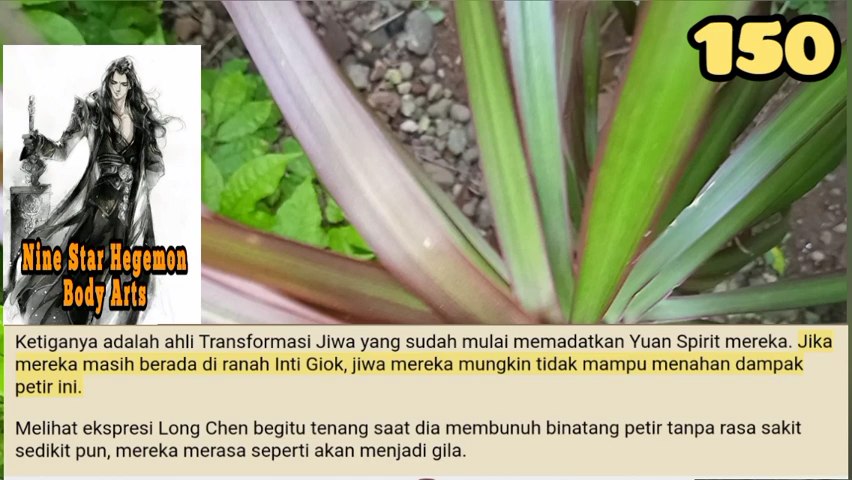 150
Nine Star Hegemon
Body Arts
Ketiganya adalah ahli Transformasi Jiwa yang sudah mulai memadatkan Yuan Spirit mereka. Jika
mereka masih berada di ranah Inti Giok, jiwa mereka mungkin tidak mampu menahan dampak
petir ini.
Melihat ekspresi Long Chen begitu tenang saat dia membunuh binatang petir tanpa rasa sakit
sedikit pun, mereka merasa seperti akan menjadi gila.